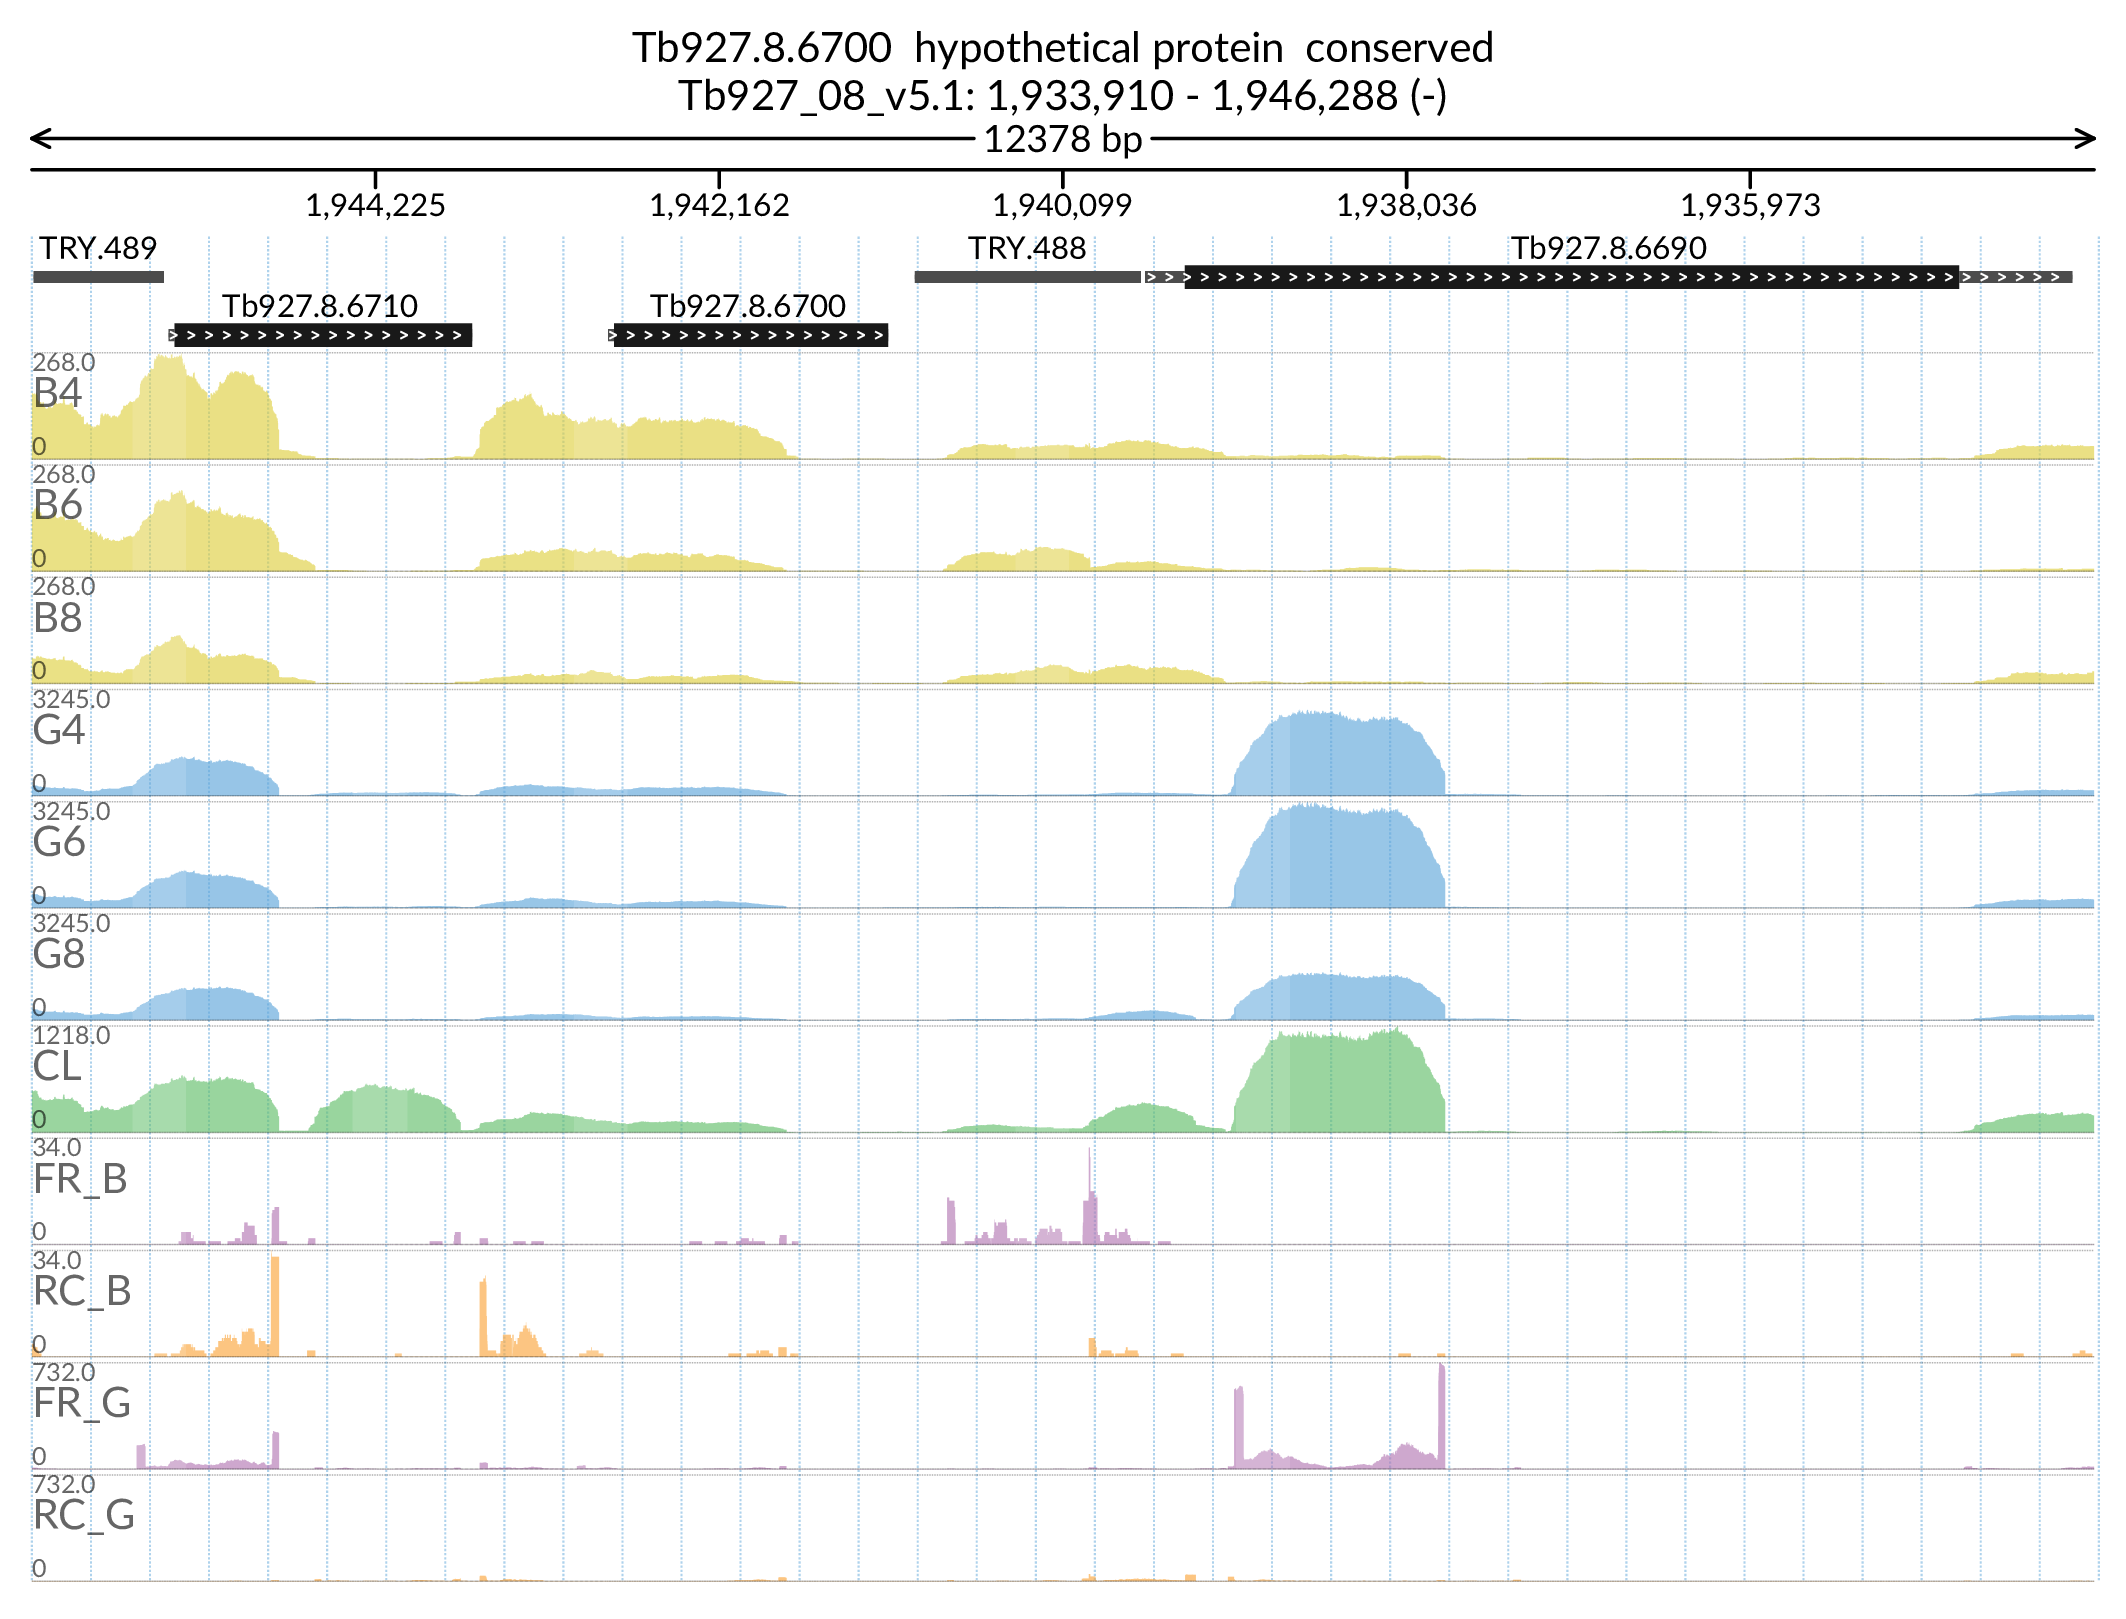 Tb927.8.6700  hypothetical protein  conserved
Tb927_08_v5.1: 1,933,910 - 1,946,288 (-)
12378 bp
1,944,225 1,942,162 1,940,099 1,938,036 1,935,973
TRY.489 TRY.488 Tb927.8.6690
Tb927.8.6710 Tb927.8.6700
268.0
B4
0
268.0
B6
0
268.0
B8
0
3245.0
G4
0
3245.0
G6
0
3245.0
G8
0
1218.0
CL
0
34.0
FR_B
0
34.0
RC_B
0
732.0
FR_G
0
732.0
RC_G
0